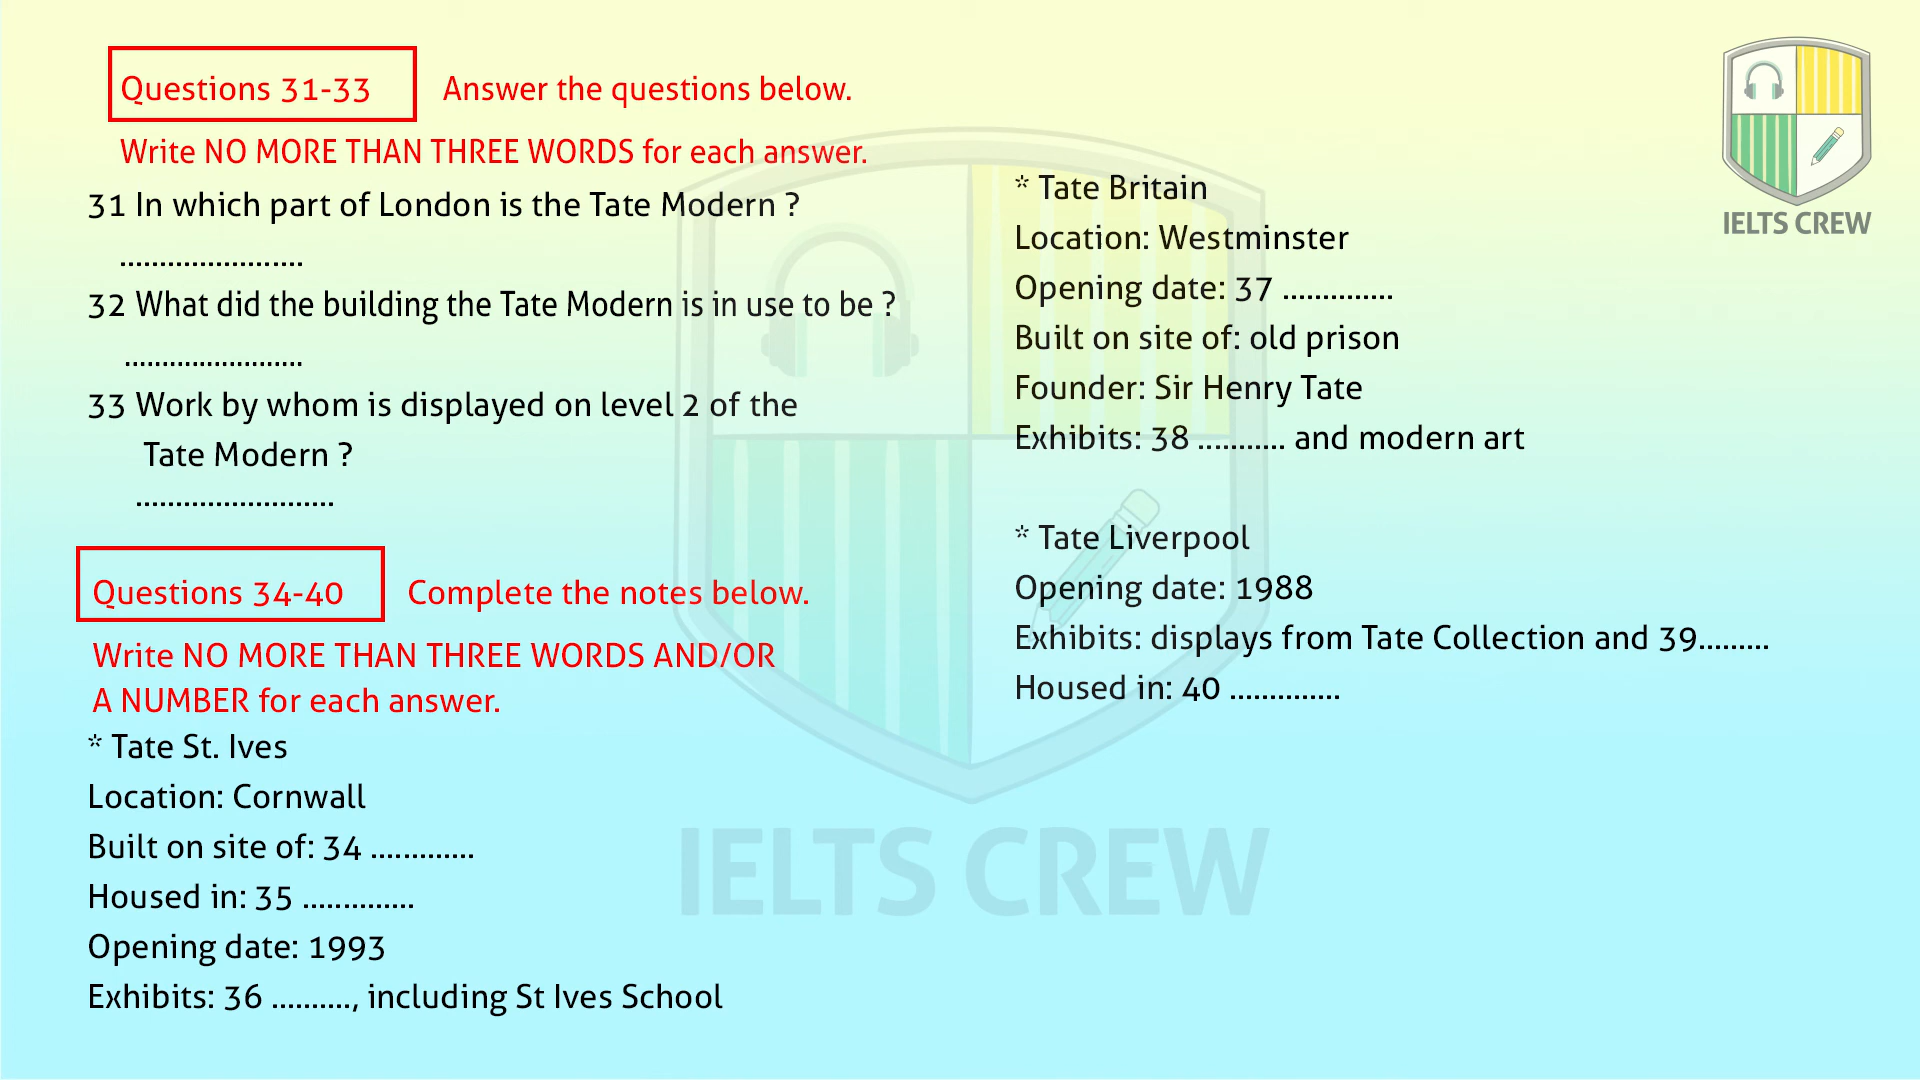 Questions 31-33 Answer the questions below.
Write NO MORE THAN THREE WORDS for each answer.
31 In which part of London is the Tate Modern ?
.......................
32 What did the building the Tate Modern is in use to be ?
.......................
33 Work by whom is displayed on level 2 of the
Tate Modern ?
.........................
Questions 34-40 Complete the notes below.
Write NO MORE THAN THREE WORDS AND/OR
A NUMBER for each answer.
* Tate St. Ives
Location: Cornwall
Built on site of: 34 .............
Housed in: 35 ..............
Opening date: 1993
Exhibits: 36 .........., including St Ives School
* Tate Britain
Location: Westminster
Opening date: 37 ..............
Built on site of: old prison
Founder: Sir Henry Tate
Exhibits: 38 ........... and modern art
* Tate Liverpool
Opening date: 1988
Exhibits: displays from Tate Collection and 39.........
Housed in: 40 ..............
IELTS CREW
IELTS CREW